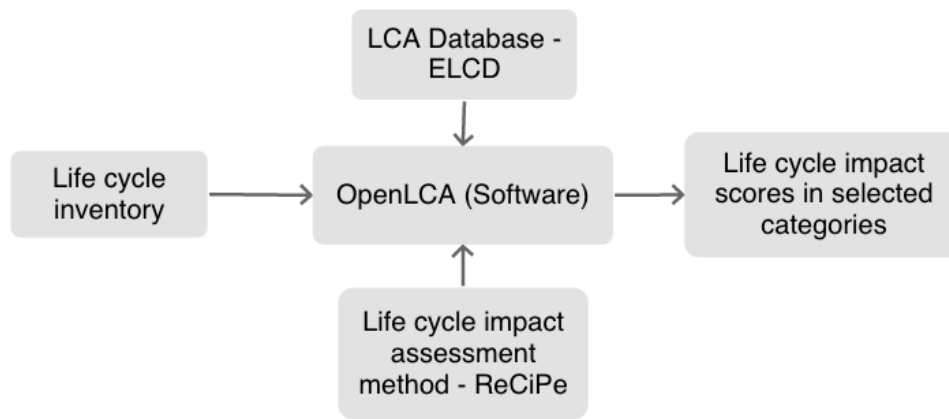 LCA Database -
ELCD
Life cycle
inventory
OpenLCA (Software)
Life cycle impact
scores in selected
categories
Life cycle impact
assessment
method - ReCiPe